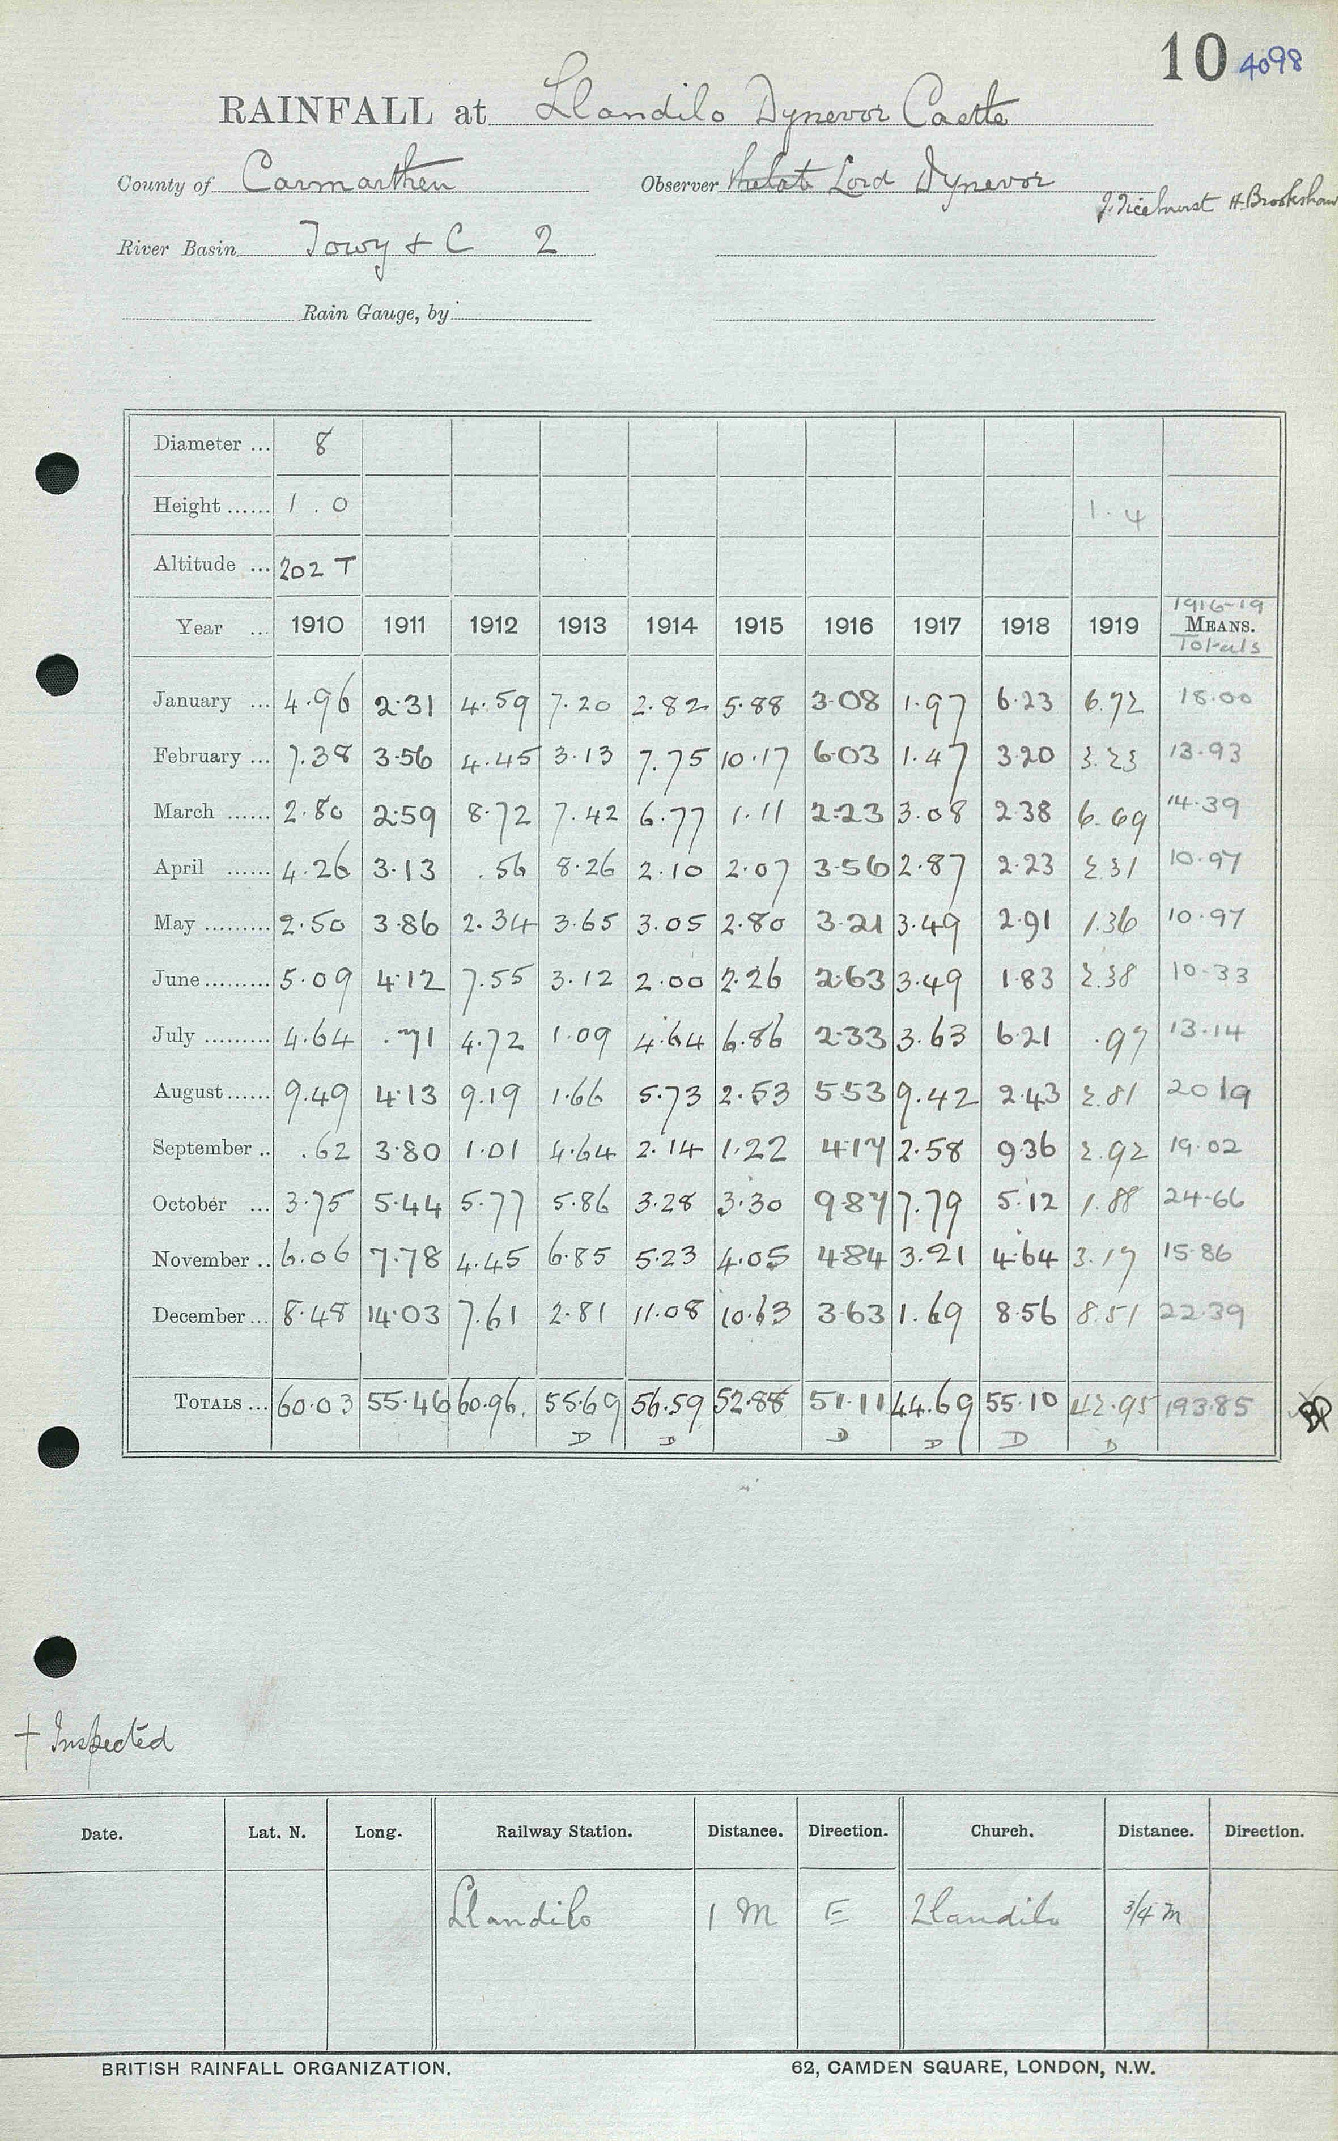 10 4098
RAINFALL at Llandilo Dynevor Castle
County of Carmarthen Observer Lord Dynevor
J. Ticehurst H. Brookshaw
River Basin Towy & C 2
Rain Gauge, by
Diameter ... 8
Height ...... 1 . 0 1 . 4
Altitude ... 202 T
1916-19
Year ... 1910 1911 1912 1913 1914 1915 1916 1917 1918 1919 MEANS.
Totals
January ... 4.96 2.31 4.59 7.20 2.82 5.88 3.08 1.97 6.23 6.72 18.00
February ... 7.38 3.56 4.45 3.13 7.75 10.17 6.03 1.47 3.20 3.23 13.93
March ...... 2.80 2.59 8.72 7.42 6.77 1.11 2.23 3.08 2.38 6.69 14.39
April ...... 4.26 3.13 .56 8.26 2.10 2.07 3.56 2.87 2.23 2.31 10.97
May ......... 2.50 3.86 2.34 3.65 3.05 2.80 3.21 3.49 2.91 1.36 10.97
June ......... 5.09 4.12 7.55 3.12 2.00 2.26 2.63 3.49 1.83 2.38 10.33
July ......... 4.64 .71 4.72 1.09 4.64 6.86 2.33 3.63 6.21 .97 13.14
August ...... 9.49 4.13 9.19 1.66 5.73 2.53 5.53 9.42 2.43 2.81 20.19
September .. .62 3.80 1.01 4.64 2.14 1.22 4.17 2.58 9.36 2.92 19.02
October ... 3.75 5.44 5.77 5.86 3.28 3.30 9.87 7.79 5.12 1.88 24.66
November .. 6.06 7.78 4.45 6.85 5.23 4.05 4.84 3.21 4.64 3.17 15.86
December ... 8.48 14.03 7.61 2.81 11.08 10.63 3.63 1.69 8.56 8.51 22.39
TOTALS ... 60.03 55.46 60.96 55.69 56.59 52.88 51.11 44.69 55.10 42.95 193.85
D D D D D D
† Inspected
Date. Lat. N. Long. Railway Station. Distance. Direction. Church. Distance. Direction.
Llandilo 1 M E Llandilo 3/4 M
BRITISH RAINFALL ORGANIZATION. 62, CAMDEN SQUARE, LONDON, N.W.